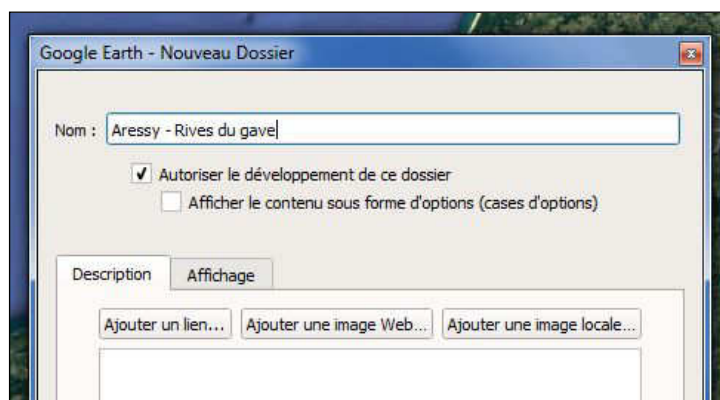 Google Earth - Nouveau Dossier
Nom : Aressy - Rives du gave
Autoriser le développement de ce dossier
Afficher le contenu sous forme d'options (cases d'options)
Description Affichage
Ajouter un lien... Ajouter une image Web... Ajouter une image locale...